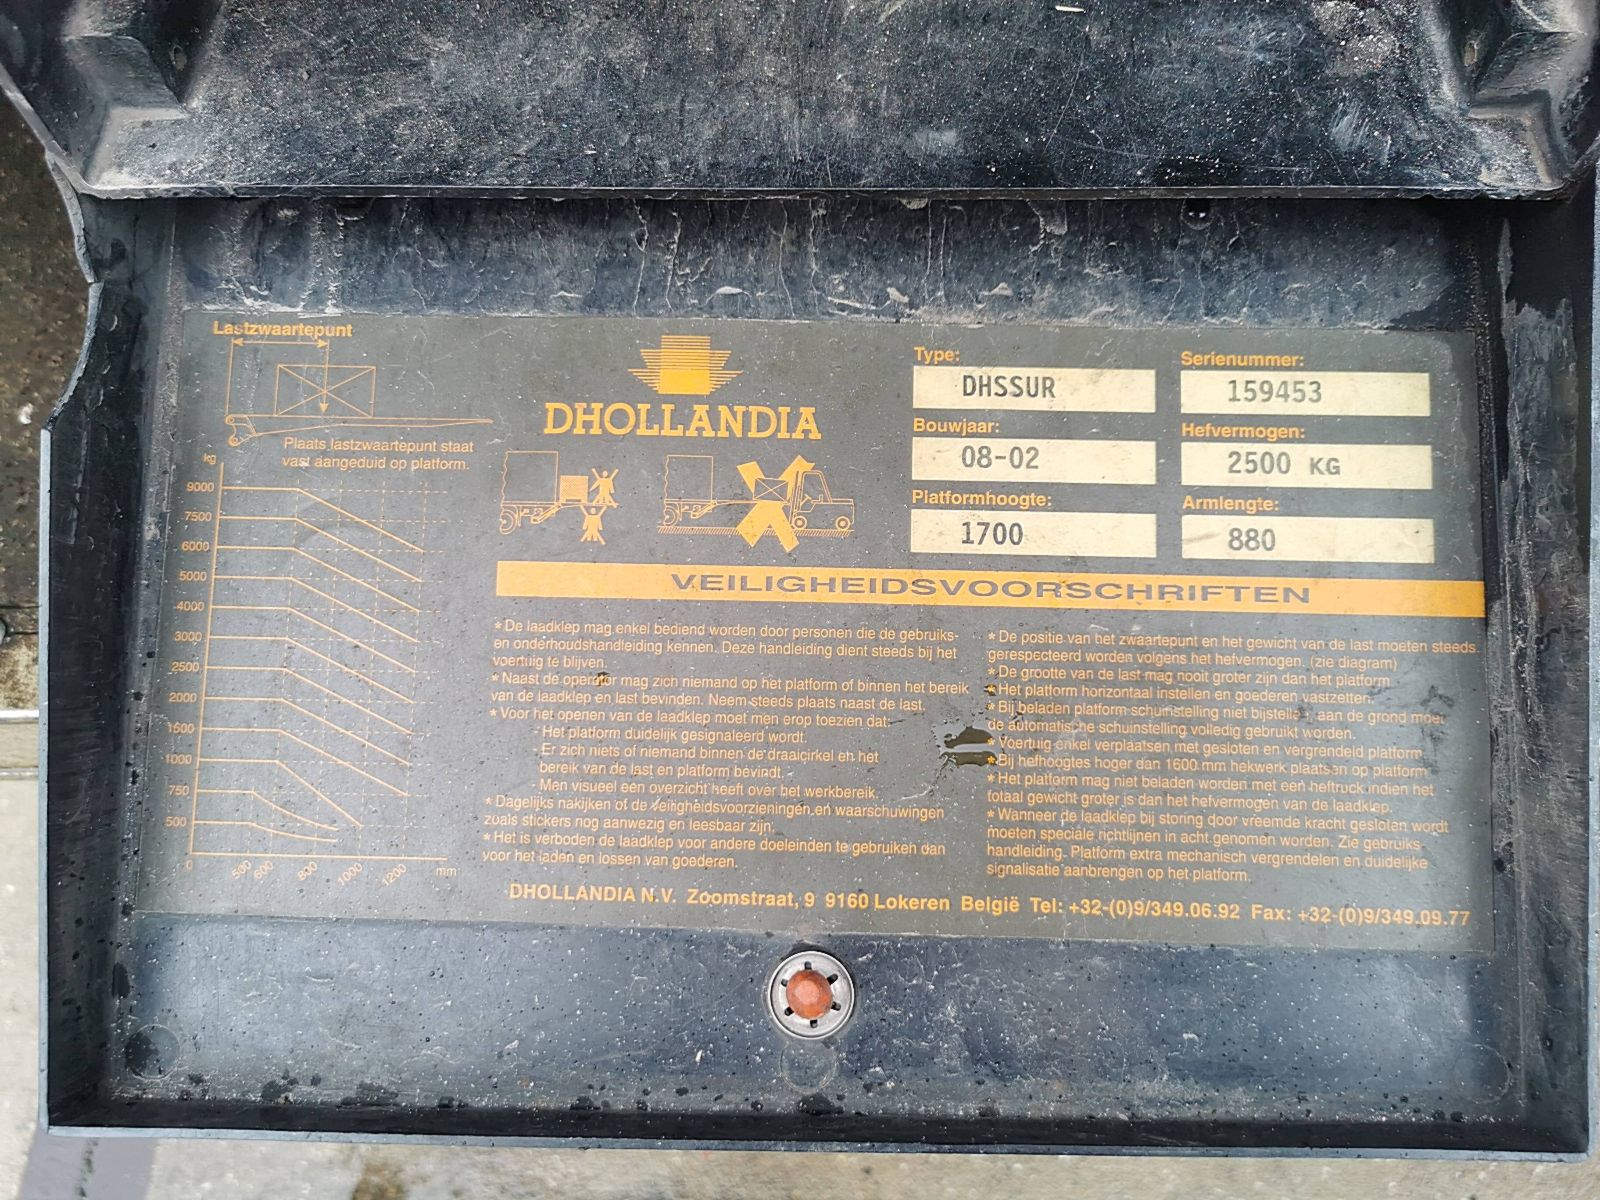 Lastzwaartepunt
Plaats lastzwaartepunt staat
vast aangeduid op platform.
kg
9000
7500
6000
5000
4000
3000
2500
2000
1500
1000
750
500
0
500
600
800
1000
1200
mm
DHOLLANDIA
Type:
DHSSUR
Serienummer:
159453
Bouwjaar:
08-02
Hefvermogen:
2500 KG
Platformhoogte:
1700
Armlengte:
880
VEILIGHEIDSVOORSCHRIFTEN
* De laadklep mag enkel bediend worden door personen die de gebruiks-
en onderhoudshandleiding kennen. Deze handleiding dient steeds bij het
voertuig te blijven.
* Naast de operator mag zich niemand op het platform of binnen het bereik
van de laadklep en last bevinden. Neem steeds plaats naast de last.
* Voor het openen van de laadklep moet men erop toezien dat:
- Het platform duidelijk gesignaleerd wordt.
- Er zich niets of niemand binnen de draaicirkel en het
bereik van de last en platform bevindt.
- Men visueel een overzicht heeft over het werkbereik.
* Dagelijks nakijken of de veiligheidsvoorzieningen en waarschuwingen
zoals stickers nog aanwezig en leesbaar zijn.
* Het is verboden de laadklep voor andere doeleinden te gebruiken dan
voor het laden en lossen van goederen.
* De positie van het zwaartepunt en het gewicht van de last moeten steeds
gerespecteerd worden volgens het hefvermogen. (zie diagram)
* De grootte van de last mag nooit groter zijn dan het platform.
* Het platform horizontaal instellen en goederen vastzetten.
* Bij beladen platform schuinstelling niet bijstellen, aan de grond moet
de automatische schuinstelling volledig gebruikt worden.
* Voertuig enkel verplaatsen met gesloten en vergrendeld platform
* Bij hefhoogtes hoger dan 1600 mm hekwerk plaatsen op platform
* Het platform mag niet beladen worden met een heftruck indien het
totaal gewicht groter is dan het hefvermogen van de laadklep.
* Wanneer de laadklep bij storing door vreemde kracht gesloten wordt
moeten speciale richtlijnen in acht genomen worden. Zie gebruiks-
handleiding. Platform extra mechanisch vergrendelen en duidelijke
signalisatie aanbrengen op het platform.
DHOLLANDIA N.V. Zoomstraat, 9 9160 Lokeren België Tel: +32-(0)9/349.06.92 Fax: +32-(0)9/349.09.77